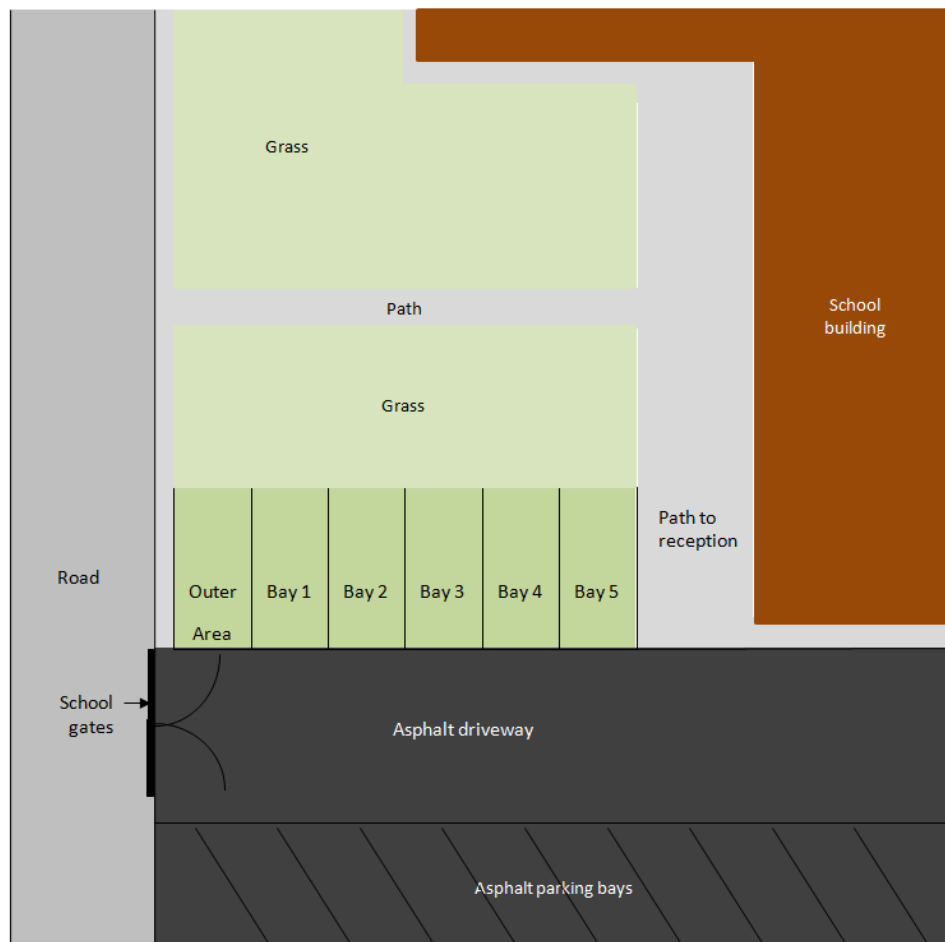 Grass
Path
School
building
Grass
Path to
reception
Road
Outer
Area
Bay 1
Bay 2
Bay 3
Bay 4
Bay 5
School
gates
Asphalt driveway
Asphalt parking bays